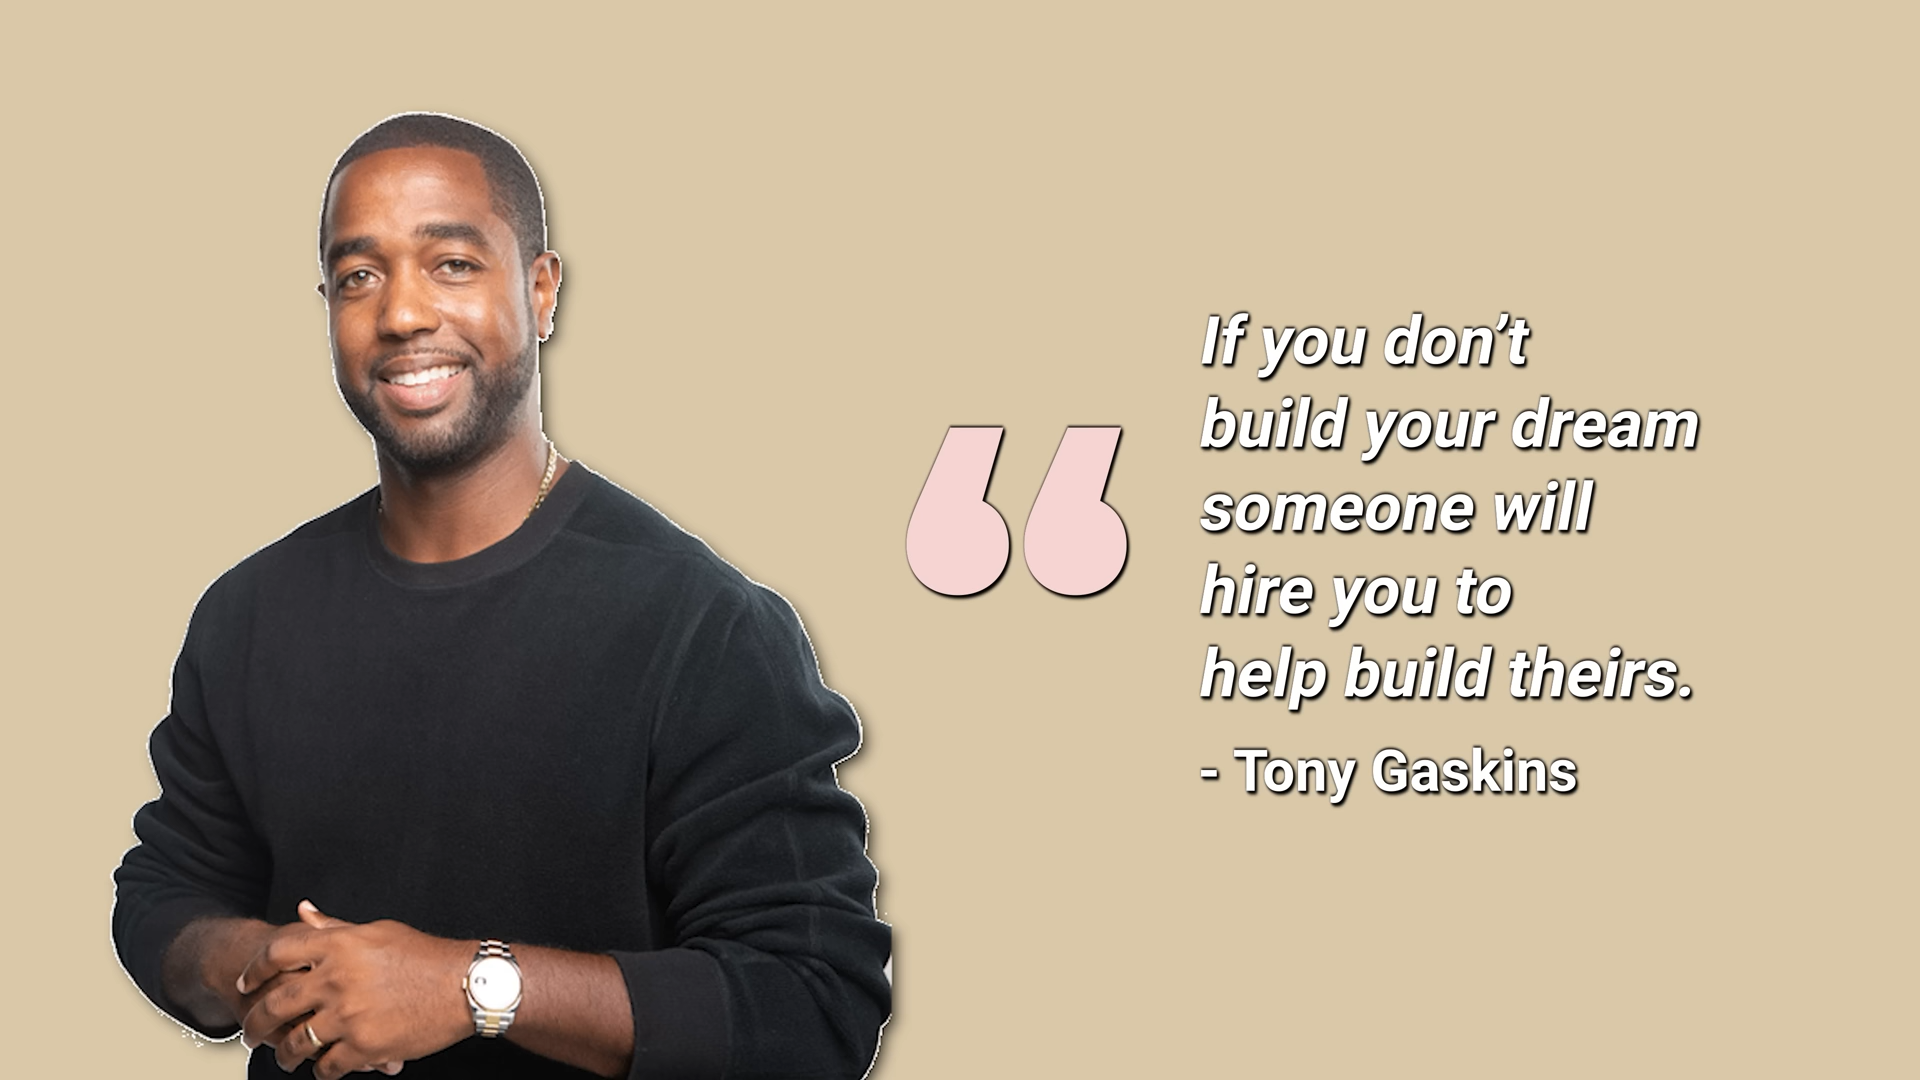 “
If you don’t
build your dream
someone will
hire you to
help build theirs.
- Tony Gaskins